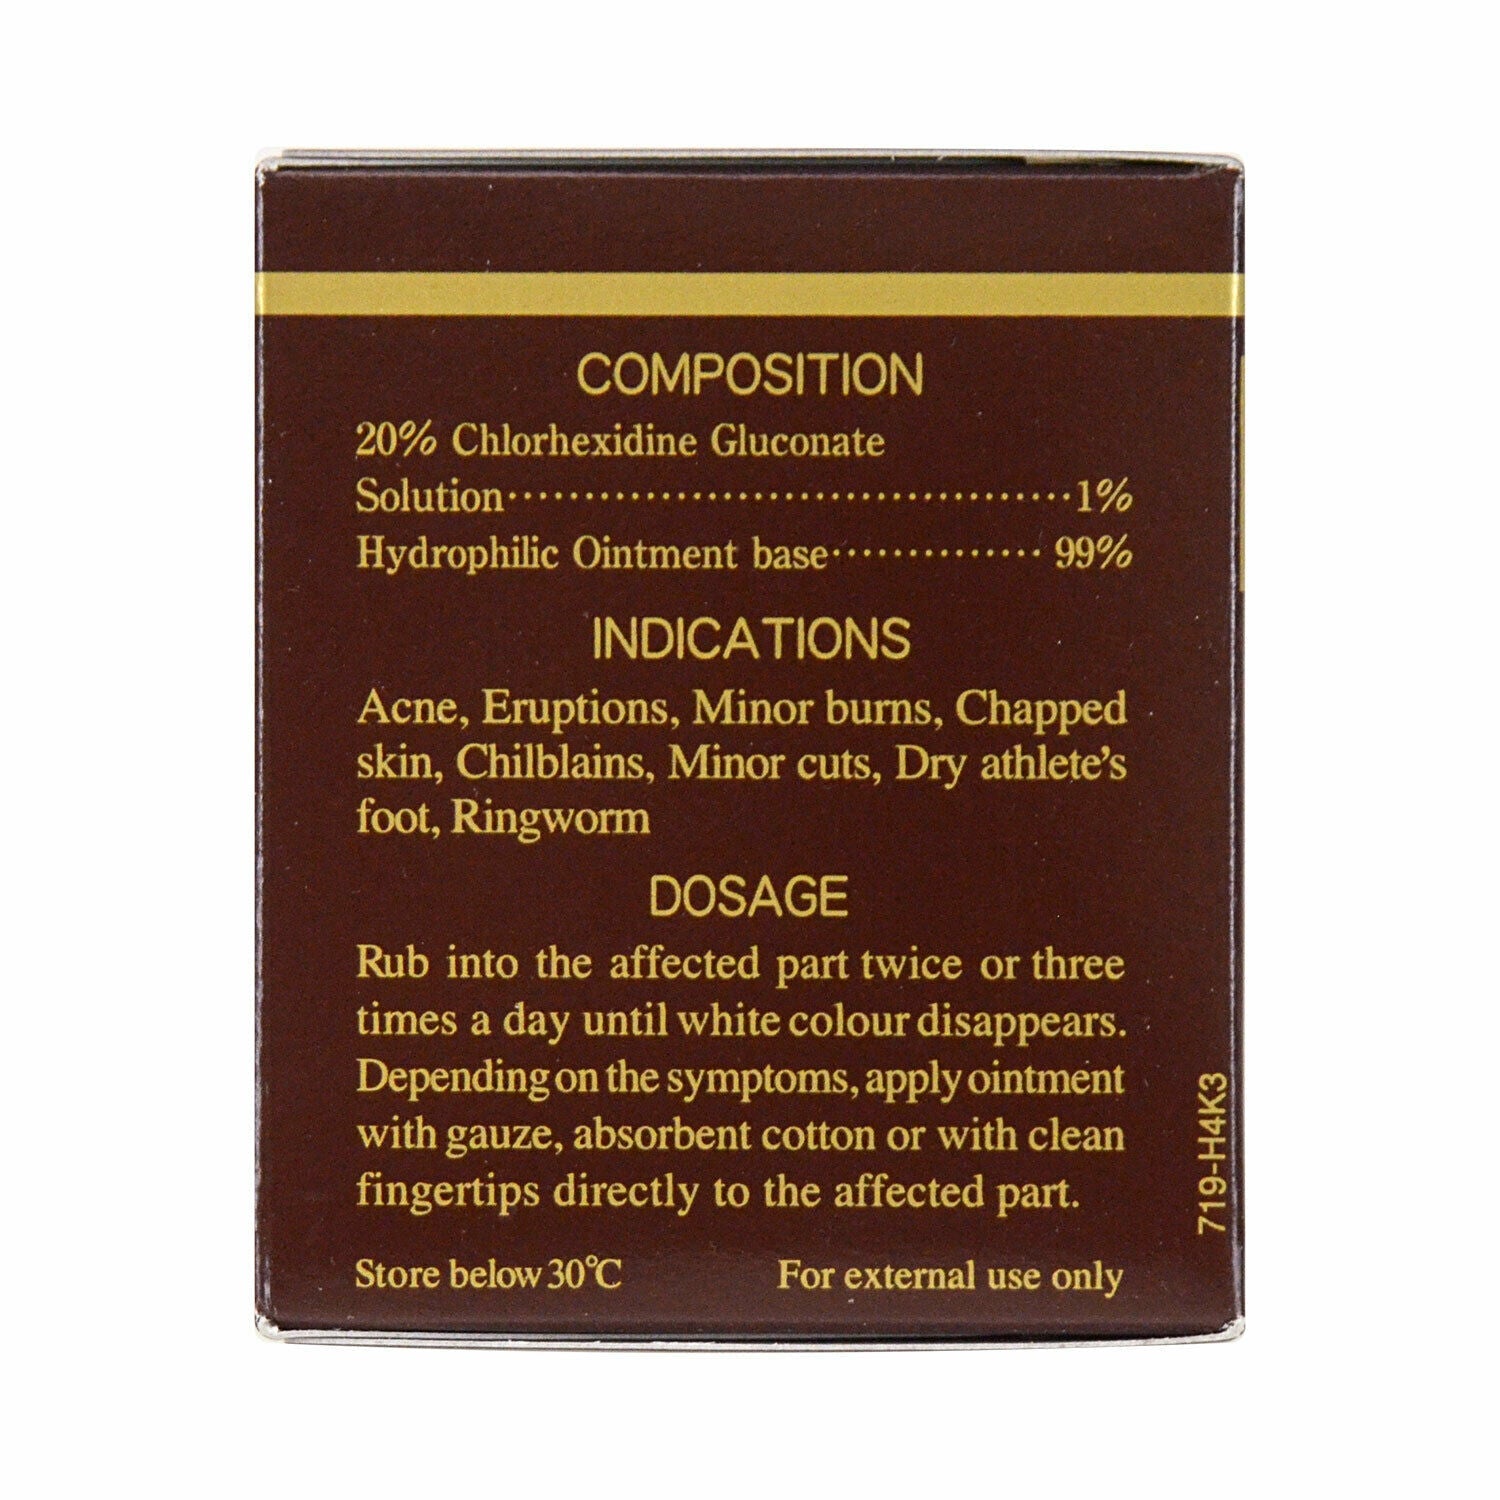 COMPOSITION
20% Chlorhexidine Gluconate
Solution·····································1%
Hydrophilic Ointment base·············· 99%
INDICATIONS
Acne, Eruptions, Minor burns, Chapped
skin, Chilblains, Minor cuts, Dry athlete's
foot, Ringworm
DOSAGE
Rub into the affected part twice or three
times a day until white colour disappears.
Depending on the symptoms, apply ointment
with gauze, absorbent cotton or with clean
fingertips directly to the affected part.
Store below 30℃ For external use only
719-H4K3